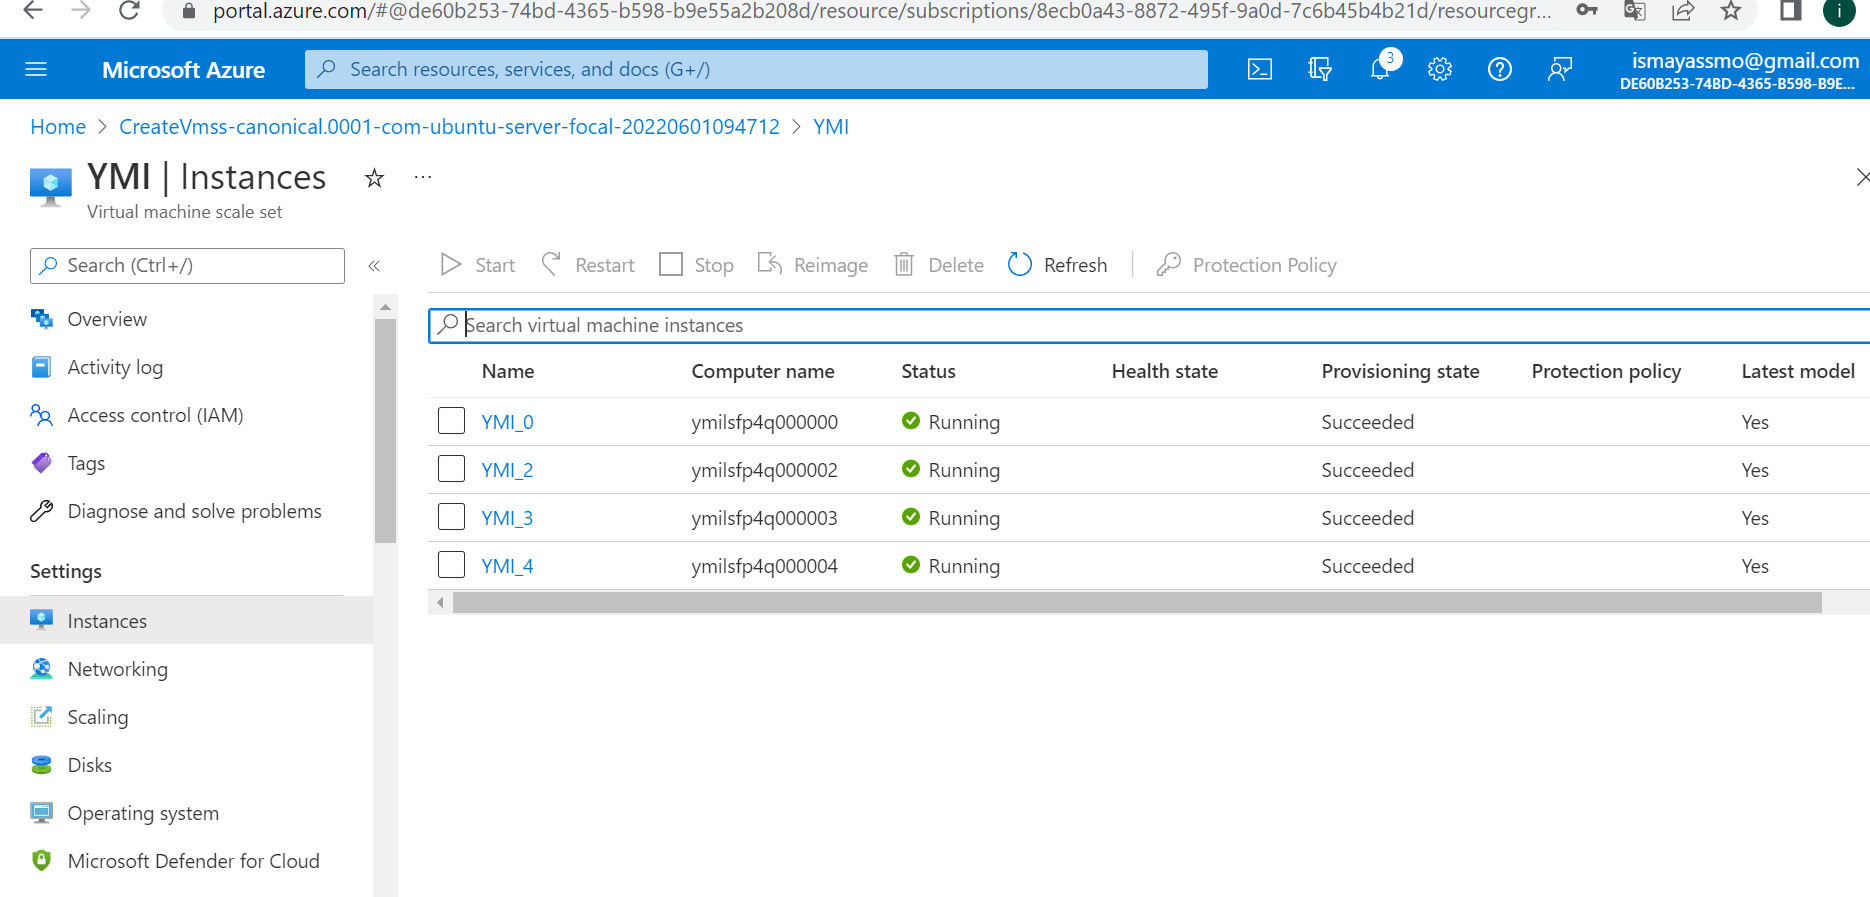 portal.azure.com/#@de60b253-74bd-4365-b598-b9e55a2b208d/resource/subscriptions/8ecb0a43-8872-495f-9a0d-7c6b45b4b21d/resourcegr...
i
Microsoft Azure
Search resources, services, and docs (G+/)
3
ismayassmo@gmail.com
DE60B253-74BD-4365-B598-B9E...
Home > CreateVmss-canonical.0001-com-ubuntu-server-focal-20220601094712 > YMI
YMI | Instances
...
Virtual machine scale set
Search (Ctrl+/)
«
Start Restart Stop Reimage Delete Refresh Protection Policy
Overview
Activity log
Access control (IAM)
Tags
Diagnose and solve problems
Settings
Instances
Networking
Scaling
Disks
Operating system
Microsoft Defender for Cloud
Search virtual machine instances
Name Computer name Status Health state Provisioning state Protection policy Latest model
YMI_0 ymilsfp4q000000 Running Succeeded Yes
YMI_2 ymilsfp4q000002 Running Succeeded Yes
YMI_3 ymilsfp4q000003 Running Succeeded Yes
YMI_4 ymilsfp4q000004 Running Succeeded Yes